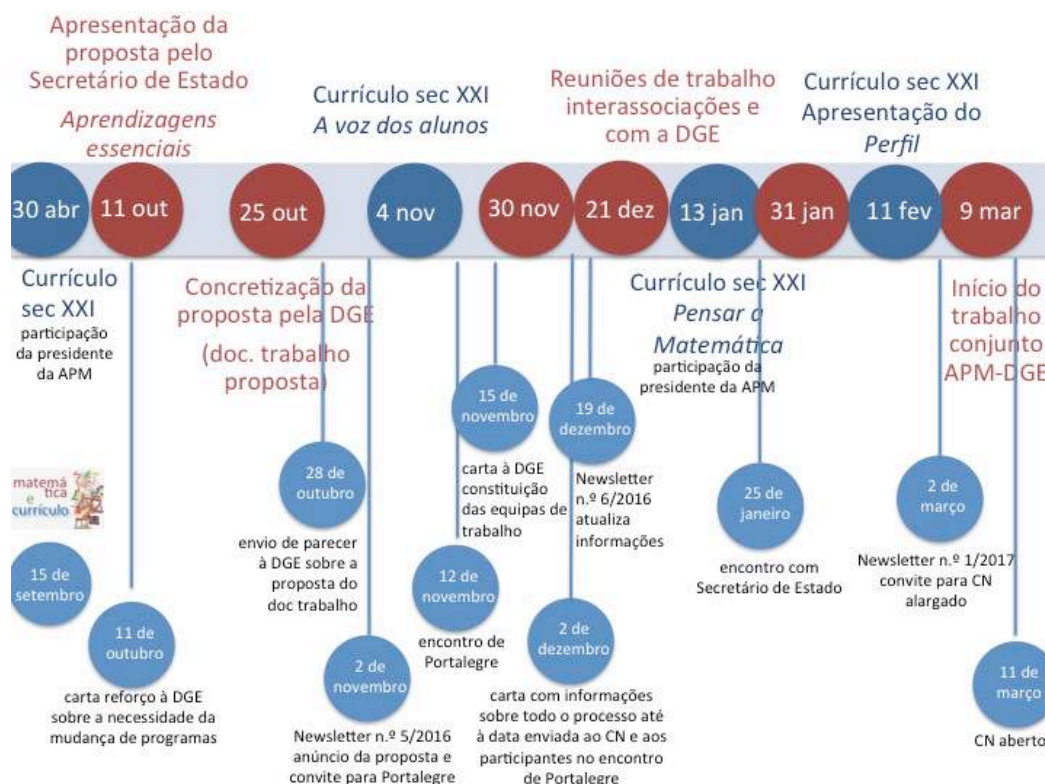 Apresentação da
proposta pelo
Secretário de Estado
Aprendizagens
essenciais
Currículo sec XXI
A voz dos alunos
Reuniões de trabalho
interassociações e
com a DGE
Currículo sec XXI
Apresentação do
Perfil
30 abr
11 out
25 out
4 nov
30 nov
21 dez
13 jan
31 jan
11 fev
9 mar
Currículo
sec XXI
participação
da presidente
da APM
Concretização da
proposta pela DGE
(doc. trabalho
proposta)
Currículo sec XXI
Pensar a
Matemática
participação da
presidente da APM
Início do
trabalho
conjunto
APM-DGE
matemá
tica
e
currículo
15 de
setembro
11 de
outubro
carta reforço à DGE
sobre a necessidade da
mudança de programas
28 de
outubro
envio de parecer
à DGE sobre a
proposta do
doc trabalho
2 de
novembro
Newsletter n.º 5/2016
anúncio da proposta e
convite para Portalegre
12 de
novembro
encontro de
Portalegre
15 de
novembro
carta à DGE
constituição
das equipas de
trabalho
2 de
dezembro
carta com informações
sobre todo o processo até
à data enviada ao CN e aos
participantes no encontro
de Portalegre
19 de
dezembro
Newsletter
n.º 6/2016
atualiza
informações
25 de
janeiro
encontro com
Secretário de Estado
2 de
março
Newsletter n.º 1/2017
convite para CN
alargado
11 de
março
CN aberto